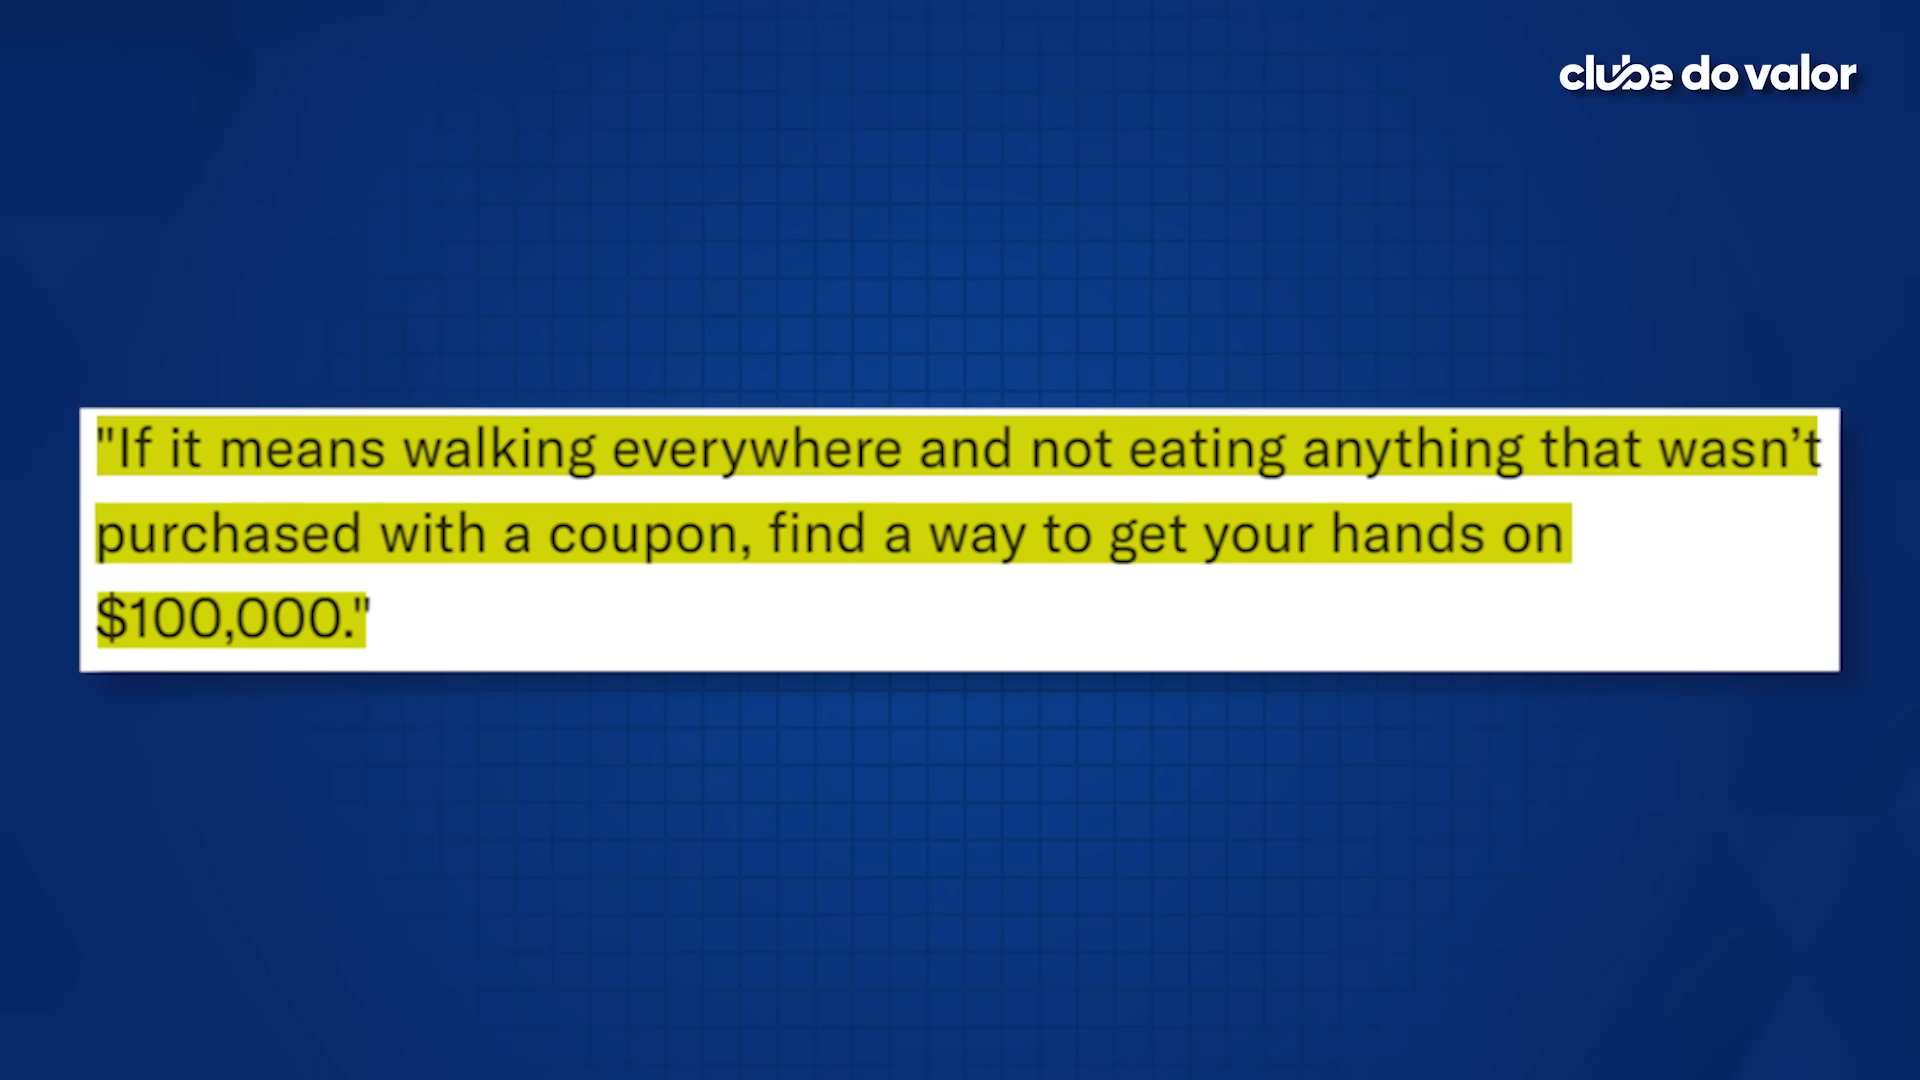 clube do valor
"If it means walking everywhere and not eating anything that wasn’t
purchased with a coupon, find a way to get your hands on
$100,000."